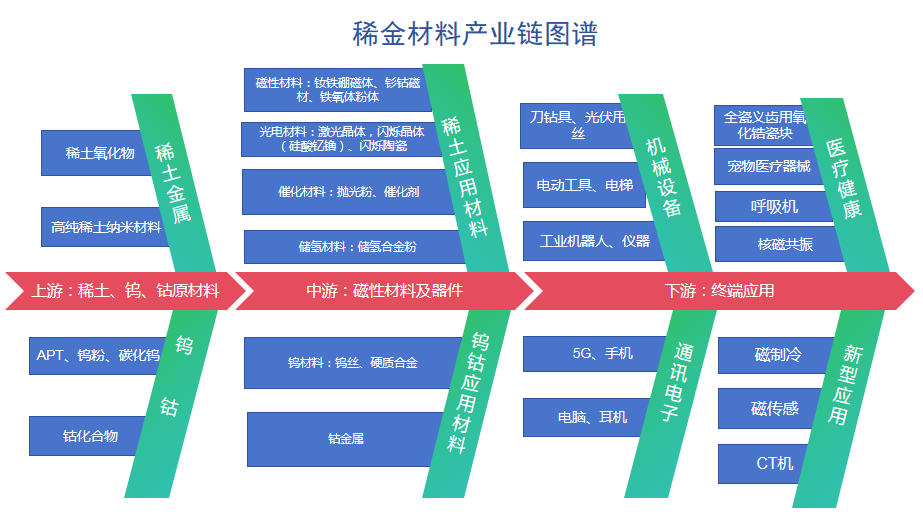 稀金材料产业链图谱
稀土氧化物
高纯稀土纳米材料
稀土金属
磁性材料：钕铁硼磁体、钐钴磁
材、铁氧体粉体
光电材料：激光晶体，闪烁晶体
（硅酸钇镥）、闪烁陶瓷
催化材料：抛光粉、催化剂
储氢材料：储氢合金粉
稀土应用材料
刀钻具、光伏用
丝
电动工具、电梯
工业机器人、仪器
机械设备
全瓷义齿用氧
化锆瓷块
宠物医疗器械
呼吸机
核磁共振
医疗健康
上游：稀土、钨、钴原材料
中游：磁性材料及器件
下游：终端应用
APT、钨粉、碳化钨
钴化合物
钨
钴
钨材料：钨丝、硬质合金
钴金属
钨钴应用材料
5G、手机
电脑、耳机
通讯电子
磁制冷
磁传感
CT机
新型应用